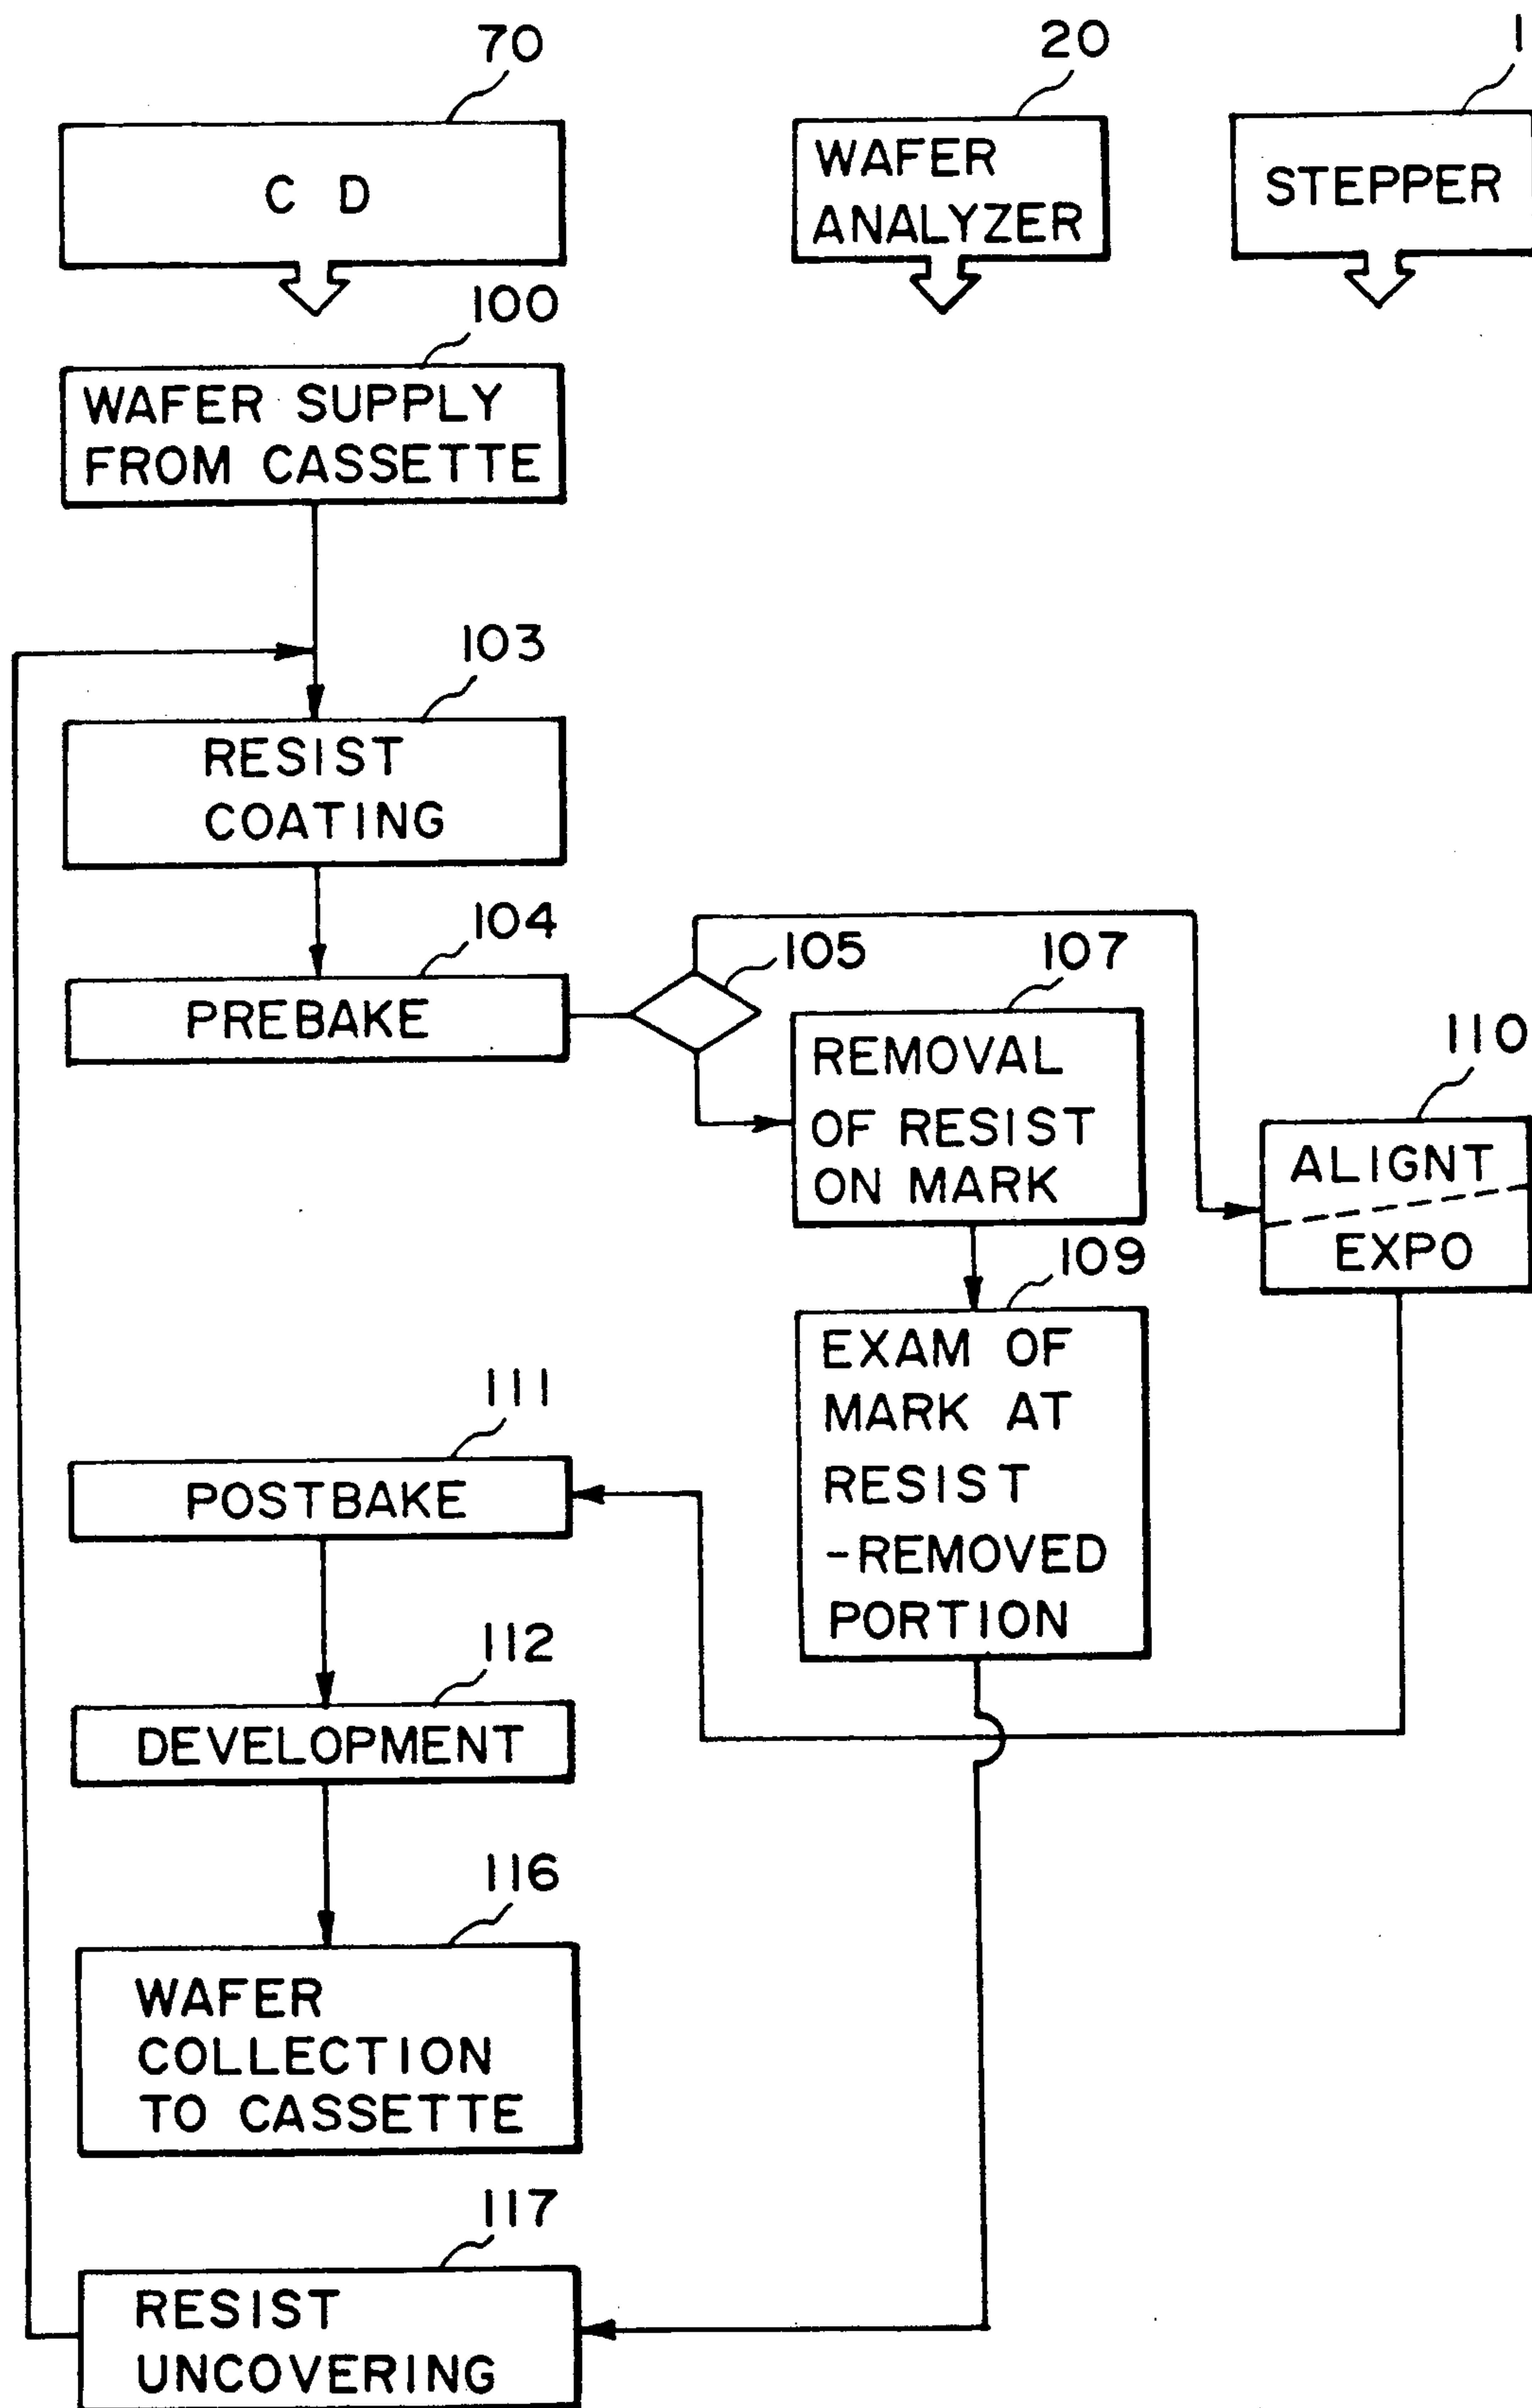 70
C D
20
WAFER
ANALYZER
1
STEPPER
100
WAFER SUPPLY
FROM CASSETTE
103
RESIST
COATING
104
PREBAKE
105
107
REMOVAL
OF RESIST
ON MARK
110
ALIGNT
EXPO
109
EXAM OF
MARK AT
RESIST
-REMOVED
PORTION
111
POSTBAKE
112
DEVELOPMENT
116
WAFER
COLLECTION
TO CASSETTE
117
RESIST
UNCOVERING